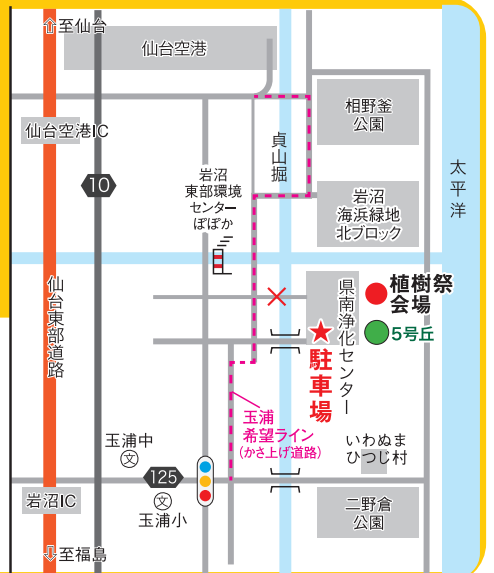 至仙台
仙台空港
相野釜
公園
仙台空港IC
貞山堀
太平洋
10
岩沼
東部環境
センター
ぽぽか
岩沼
海浜緑地
北ブロック
仙台東部道路
県南浄化センター
植樹祭
会場
5号丘
駐車場
玉浦
希望ライン
(かさ上げ道路)
玉浦中
文
いわぬま
ひつじ村
125
岩沼IC
文
玉浦小
二野倉
公園
至福島